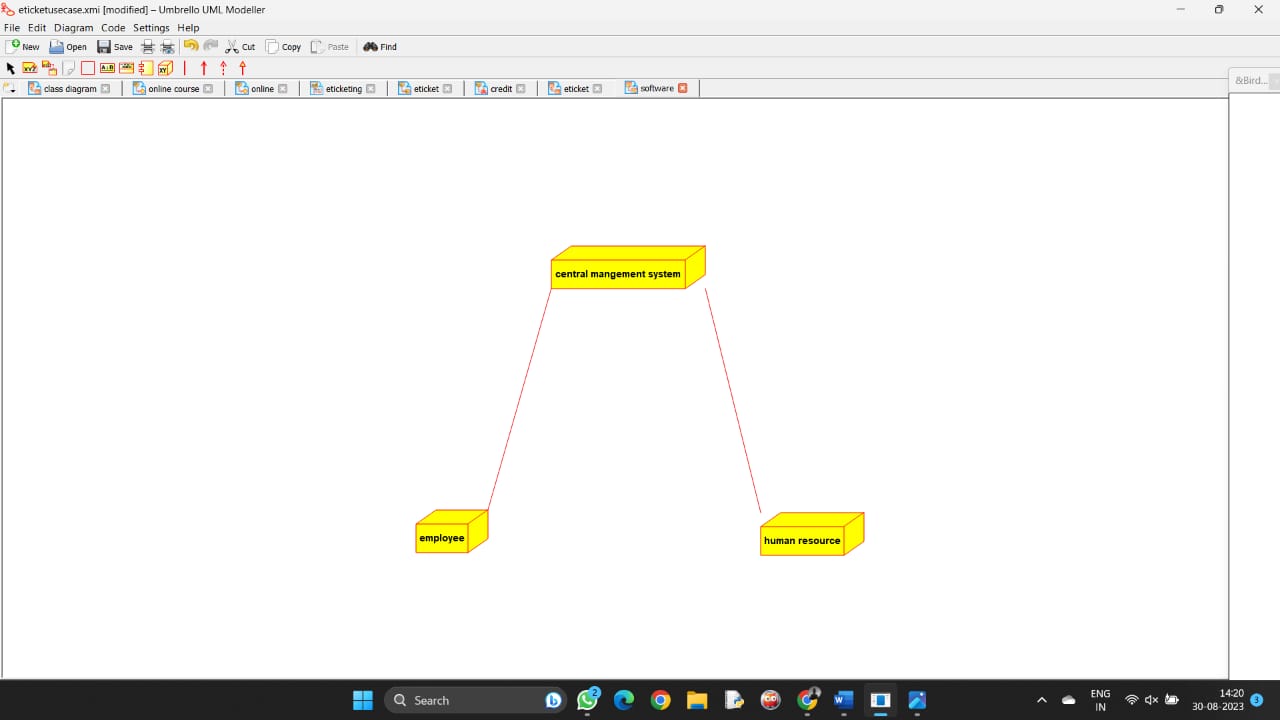 eticketusecase.xmi [modified] – Umbrello UML Modeller
File Edit Diagram Code Settings Help
New Open Save Cut Copy Paste Find
class diagram online course online eticketing eticket credit eticket software
&Bird...
central mangement system
employee
human resource
Search
2
ENG
IN
14:20
30-08-2023
3